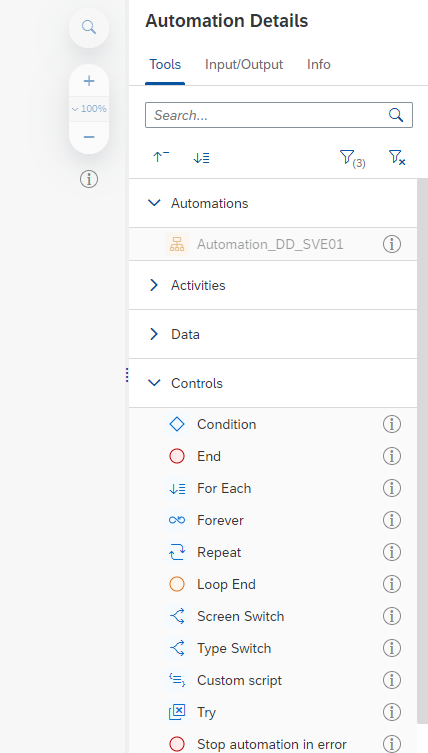 Automation Details
Tools Input/Output Info
Search...
(3)
100%
Automations
Automation_DD_SVE01
Activities
Data
Controls
Condition
End
For Each
Forever
Repeat
Loop End
Screen Switch
Type Switch
Custom script
Try
Stop automation in error